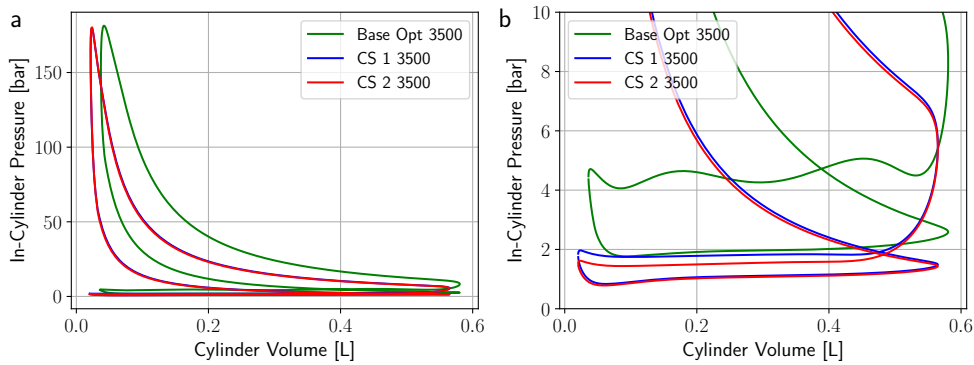 a
In-Cylinder Pressure [bar]
150
100
50
0
0.0
0.2
0.4
0.6
Cylinder Volume [L]
Base Opt 3500
CS 1 3500
CS 2 3500
b
In-Cylinder Pressure [bar]
10
8
6
4
2
0
0.0
0.2
0.4
0.6
Cylinder Volume [L]
Base Opt 3500
CS 1 3500
CS 2 3500